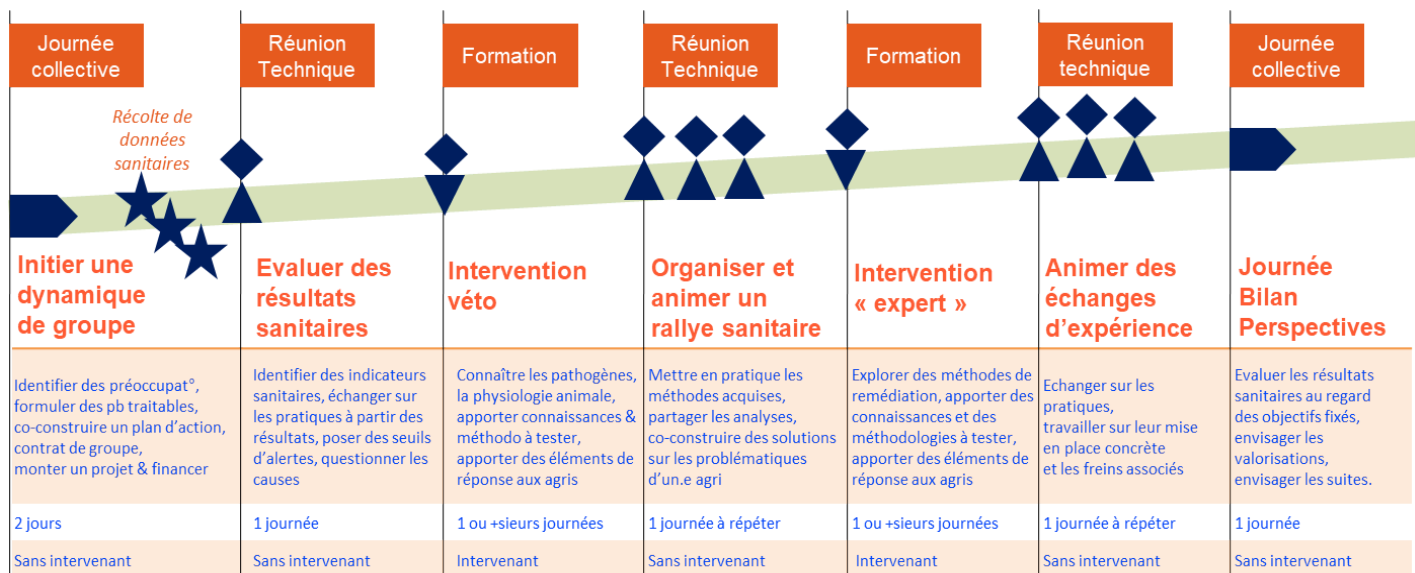 Journée
collective
Réunion
Technique
Formation
Réunion
Technique
Formation
Réunion
technique
Journée
collective
Récolte de
données
sanitaires
Initier une
dynamique
de groupe
Evaluer des
résultats
sanitaires
Intervention
véto
Organiser et
animer un
rallye sanitaire
Intervention
« expert »
Animer des
échanges
d'expérience
Journée
Bilan
Perspectives
Identifier des préoccupat°,
formuler des pb traitables,
co-construire un plan d'action,
contrat de groupe,
monter un projet & financer
Identifier des indicateurs
sanitaires, échanger sur
les pratiques à partir des
résultats, poser des seuils
d'alertes, questionner les
causes
Connaître les pathogènes,
la physiologie animale,
apporter connaissances &
méthodo à tester,
apporter des éléments de
réponse aux agris
Mettre en pratique les
méthodes acquises,
partager les analyses,
co-construire des solutions
sur les problématiques
d'un.e agri
Explorer des méthodes de
remédiation, apporter des
connaissances et des
méthodologies à tester,
apporter des éléments de
réponse aux agris
Echanger sur les
pratiques,
travailler sur leur mise
en place concrète
et les freins associés
Evaluer les résultats
sanitaires au regard
des objectifs fixés,
envisager les
valorisations,
envisager les suites.
2 jours
1 journée
1 ou +sieurs journées
1 journée à répéter
1 ou +sieurs journées
1 journée à répéter
1 journée
Sans intervenant
Sans intervenant
Intervenant
Sans intervenant
Intervenant
Sans intervenant
Sans intervenant